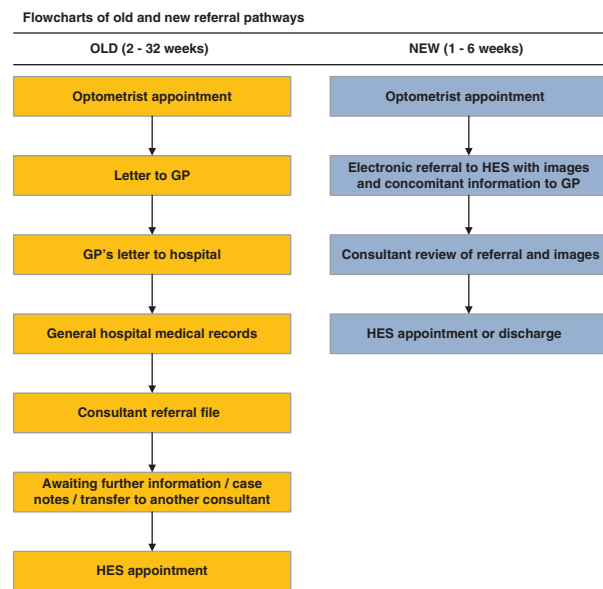 Flowcharts of old and new referral pathways
OLD (2 - 32 weeks)
Optometrist appointment
Letter to GP
GP's letter to hospital
General hospital medical records
Consultant referral file
Awaiting further information / case
notes / transfer to another consultant
HES appointment
NEW (1 - 6 weeks)
Optometrist appointment
Electronic referral to HES with images
and concomitant information to GP
Consultant review of referral and images
HES appointment or discharge